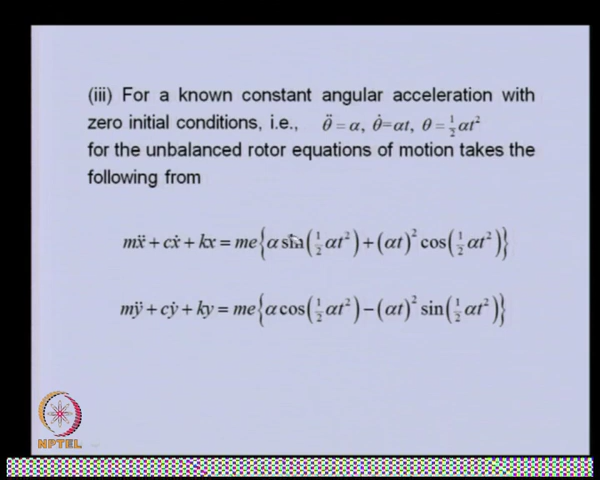 (iii) For a known constant angular acceleration with
zero initial conditions, i.e., θ̈ = α, θ̇=αt, θ = ½αt²
for the unbalanced rotor equations of motion takes the
following from
mẍ + cẋ + kx = me{α sin(½αt²) + (αt)² cos(½αt²)}
mÿ + cẏ + ky = me{α cos(½αt²) − (αt)² sin(½αt²)}
NPTEL